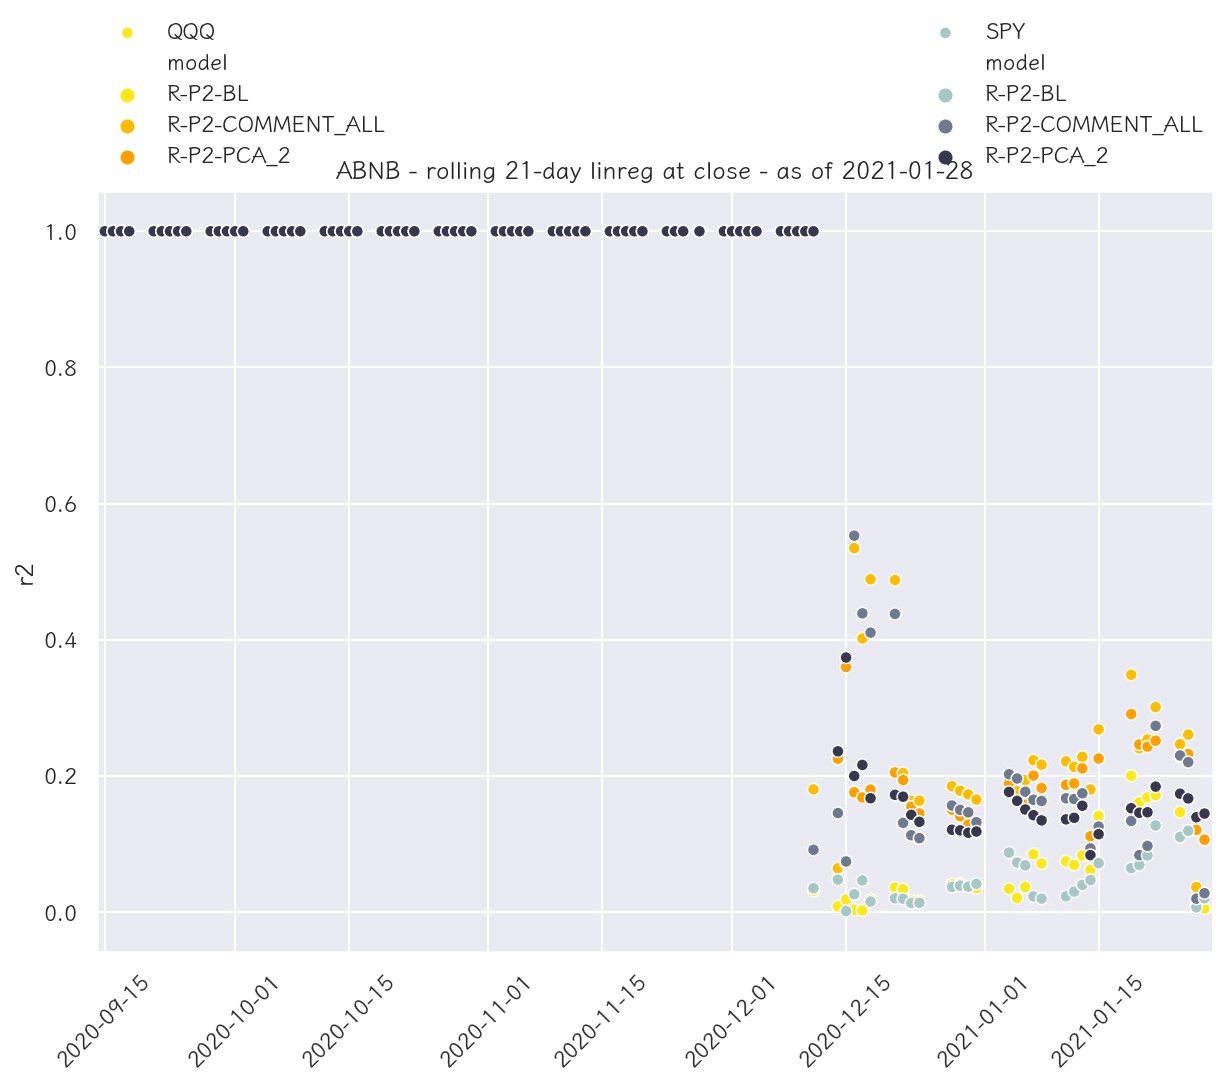 QQQ
model
R-P2-BL
R-P2-COMMENT_ALL
R-P2-PCA_2
SPY
model
R-P2-BL
R-P2-COMMENT_ALL
R-P2-PCA_2
ABNB - rolling 21-day linreg at close - as of 2021-01-28
1.0
0.8
0.6
r2
0.4
0.2
0.0
2020-09-15
2020-10-01
2020-10-15
2020-11-01
2020-11-15
2020-12-01
2020-12-15
2021-01-01
2021-01-15